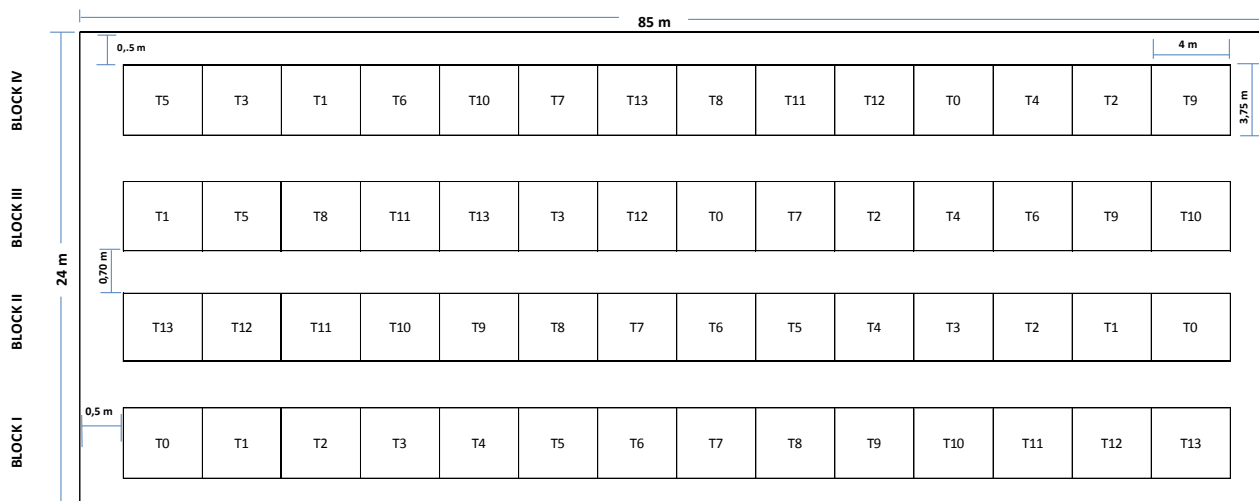 85 m
0,.5 m
4 m
BLOCK IV
T5 T3 T1 T6 T10 T7 T13 T8 T11 T12 T0 T4 T2 T9
3,75 m
BLOCK III
T1 T5 T8 T11 T13 T3 T12 T0 T7 T2 T4 T6 T9 T10
24 m
0,70 m
BLOCK II
T13 T12 T11 T10 T9 T8 T7 T6 T5 T4 T3 T2 T1 T0
0,5 m
BLOCK I
T0 T1 T2 T3 T4 T5 T6 T7 T8 T9 T10 T11 T12 T13